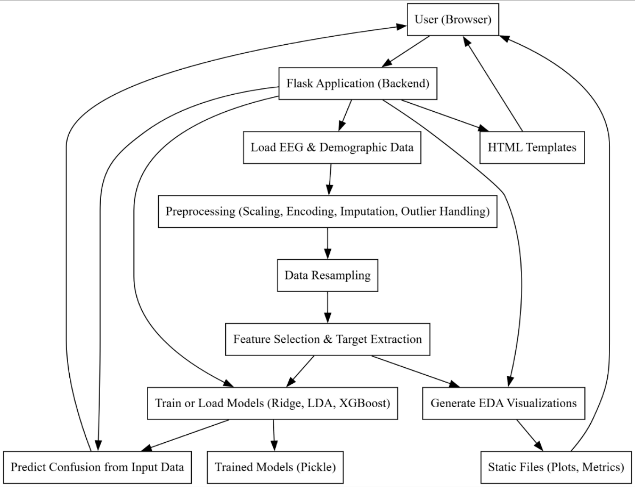 User (Browser)
Flask Application (Backend)
Load EEG & Demographic Data
HTML Templates
Preprocessing (Scaling, Encoding, Imputation, Outlier Handling)
Data Resampling
Feature Selection & Target Extraction
Train or Load Models (Ridge, LDA, XGBoost)
Generate EDA Visualizations
Predict Confusion from Input Data
Trained Models (Pickle)
Static Files (Plots, Metrics)